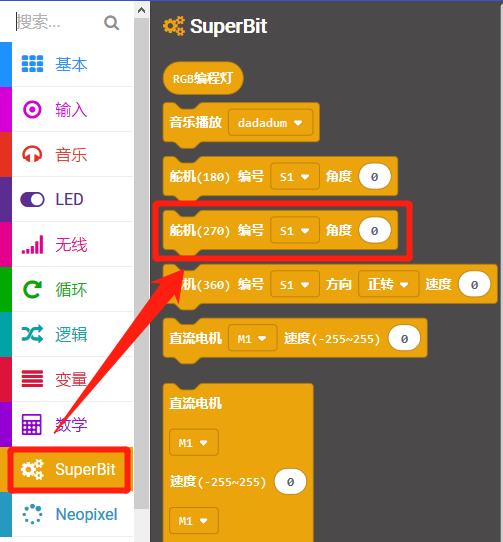 搜索...
基本
输入
音乐
LED
无线
循环
逻辑
变量
数学
SuperBit
Neopixel
SuperBit
RGB编程灯
音乐播放 dadadum
舵机(180) 编号 S1 角度 0
舵机(270) 编号 S1 角度 0
机(360) 编号 S1 方向 正转 速度 0
直流电机 M1 速度(-255~255) 0
直流电机
M1
速度(-255~255) 0
M1